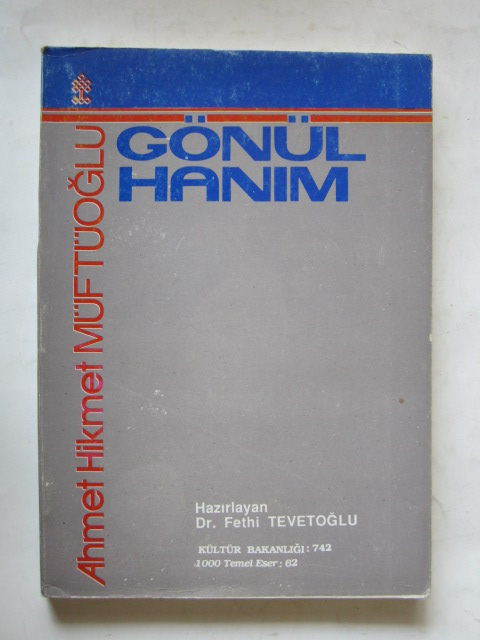 Ahmet Hikmet MÜFTÜOĞLU
GÖNÜL
HANIM
Hazırlayan
Dr. Fethi TEVETOĞLU
KÜLTÜR BAKANLIĞI : 742
1000 Temel Eser : 62